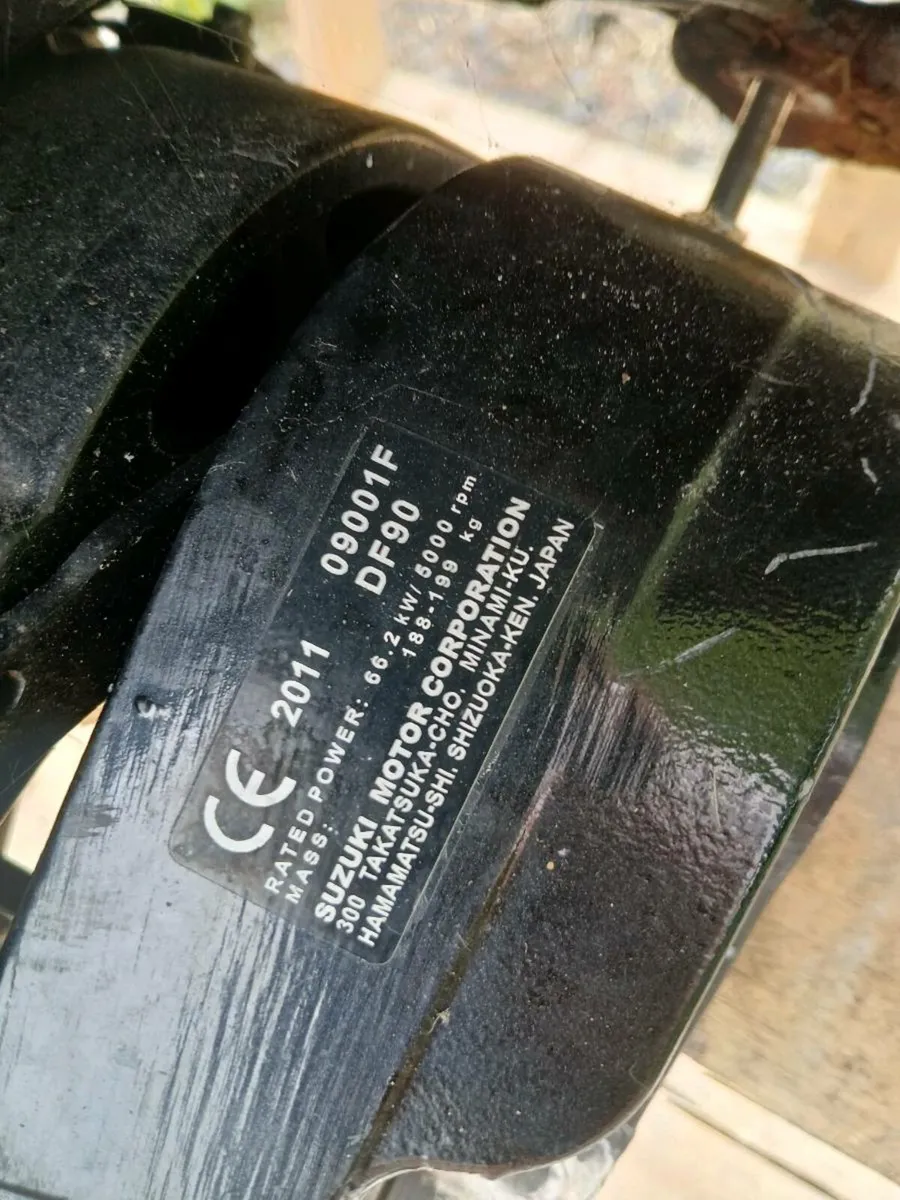 CE 2011 09001F
DF90
RATED POWER: 66.2 kW/ 5000 rpm
MASS: 188-199 kg
SUZUKI MOTOR CORPORATION
300 TAKATSUKA-CHO. MINAMI-KU
HAMAMATSU-SHI. SHIZUOKA-KEN. JAPAN